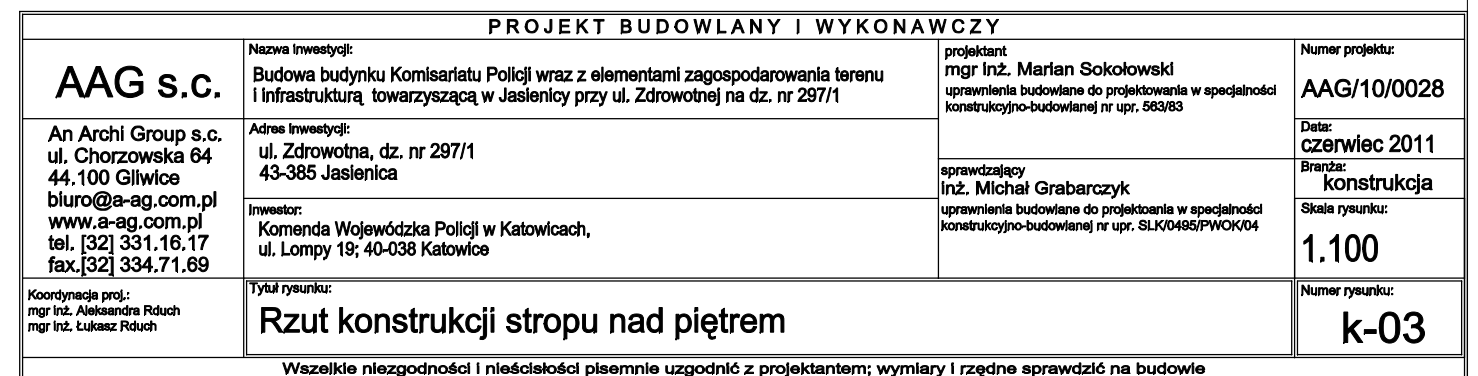 PROJEKT BUDOWLANY I WYKONAWCZY
AAG s.c.
An Archi Group s.c.
ul. Chorzowska 64
44.100 Gliwice
biuro@a-ag.com.pl
www.a-ag.com.pl
tel. [32] 331.16.17
fax.[32] 334.71.69
Koordynacja proj.:
mgr inż. Aleksandra Rduch
mgr inż. Łukasz Rduch
Nazwa inwestycji:
Budowa budynku Komisariatu Policji wraz z elementami zagospodarowania terenu
i infrastrukturą towarzyszącą w Jasienicy przy ul. Zdrowotnej na dz. nr 297/1
Adres inwestycji:
ul. Zdrowotna, dz. nr 297/1
43-385 Jasienica
Inwestor:
Komenda Wojewódzka Policji w Katowicach,
ul. Lompy 19; 40-038 Katowice
projektant
mgr inż. Marian Sokołowski
uprawnienia budowlane do projektowania w specjalności
konstrukcyjno-budowlanej nr upr. 563/83
sprawdzający
inż. Michał Grabarczyk
uprawnienia budowlane do projektoania w specjalności
konstrukcyjno-budowlanej nr upr. SLK/0495/PWOK/04
Numer projektu:
AAG/10/0028
Data:
czerwiec 2011
Branża:
konstrukcja
Skala rysunku:
1.100
Tytuł rysunku:
Rzut konstrukcji stropu nad piętrem
Numer rysunku:
k-03
Wszelkie niezgodności i nieścisłości pisemnie uzgodnić z projektantem; wymiary i rzędne sprawdzić na budowie